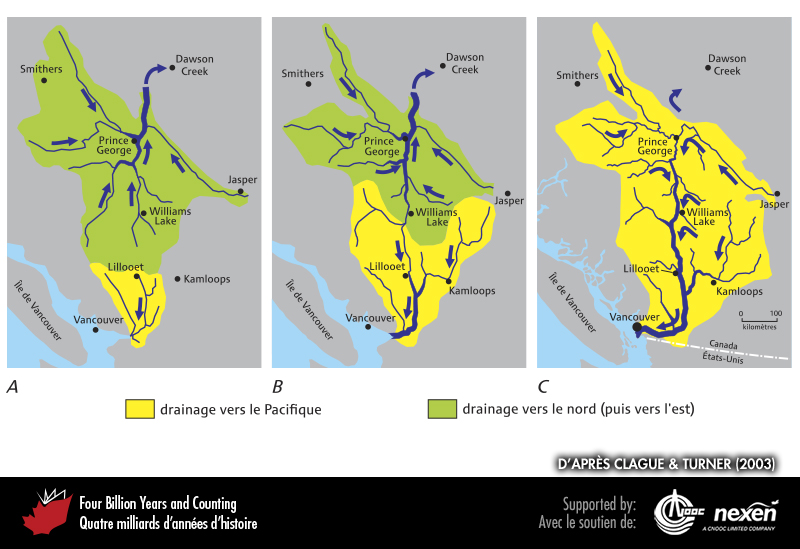 Smithers
Dawson
Creek
Prince
George
Jasper
Williams
Lake
Lillooet
Kamloops
Île de Vancouver
Vancouver
A
Smithers
Dawson
Creek
Prince
George
Jasper
Williams
Lake
Lillooet
Kamloops
Île de Vancouver
Vancouver
B
Smithers
Dawson
Creek
Prince
George
Jasper
Williams
Lake
Lillooet
Kamloops
Île de Vancouver
Vancouver
0 100
kilomètres
Canada
États-Unis
C
drainage vers le Pacifique
drainage vers le nord (puis vers l'est)
D'APRÈS CLAGUE & TURNER (2003)
Four Billion Years and Counting
Quatre milliards d'années d'histoire
Supported by:
Avec le soutien de:
CNOOC
nexen
A CNOOC LIMITED COMPANY